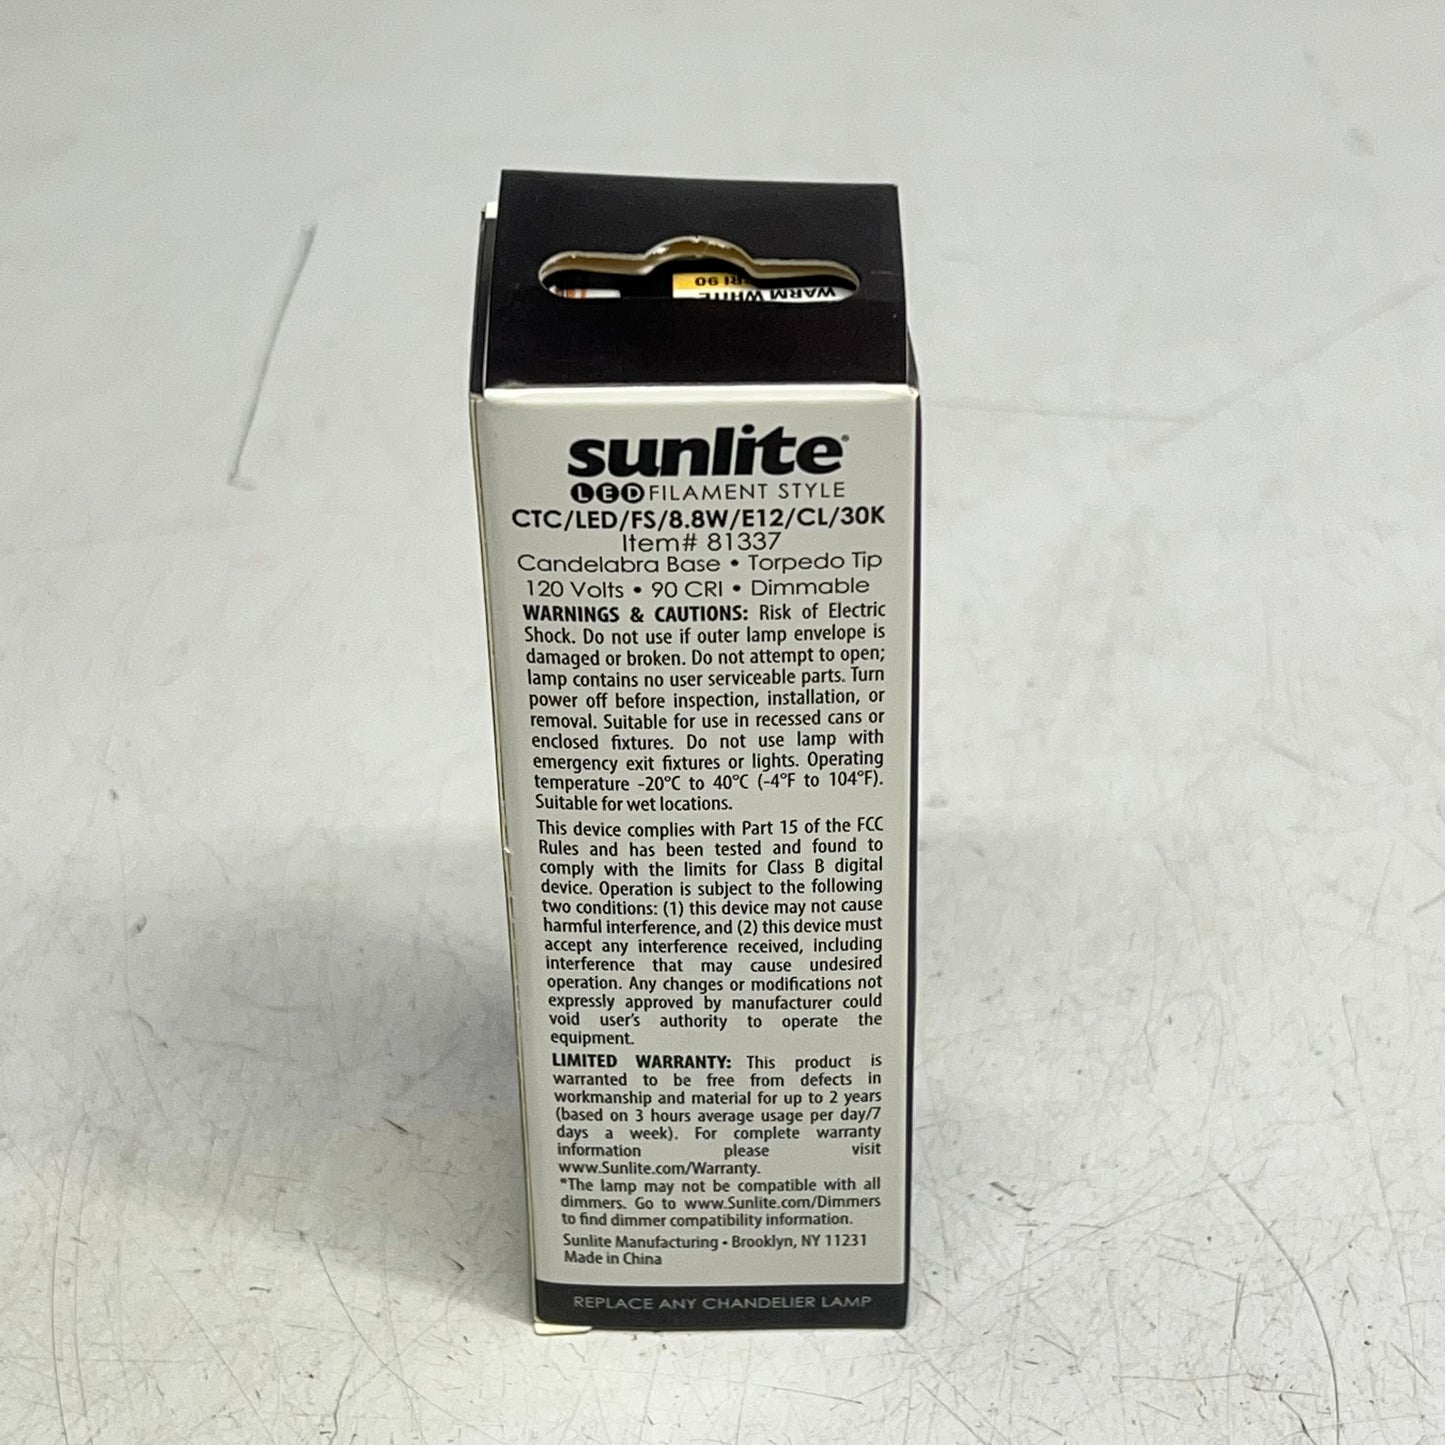 CRI 90
WARM WHITE
sunlite®
LED FILAMENT STYLE
CTC/LED/FS/8.8W/E12/CL/30K
Item# 81337
Candelabra Base • Torpedo Tip
120 Volts • 90 CRI • Dimmable
WARNINGS & CAUTIONS: Risk of Electric
Shock. Do not use if outer lamp envelope is
damaged or broken. Do not attempt to open;
lamp contains no user serviceable parts. Turn
power off before inspection, installation, or
removal. Suitable for use in recessed cans or
enclosed fixtures. Do not use lamp with
emergency exit fixtures or lights. Operating
temperature -20°C to 40°C (-4°F to 104°F).
Suitable for wet locations.
This device complies with Part 15 of the FCC
Rules and has been tested and found to
comply with the limits for Class B digital
device. Operation is subject to the following
two conditions: (1) this device may not cause
harmful interference, and (2) this device must
accept any interference received, including
interference that may cause undesired
operation. Any changes or modifications not
expressly approved by manufacturer could
void user's authority to operate the
equipment.
LIMITED WARRANTY: This product is
warranted to be free from defects in
workmanship and material for up to 2 years
(based on 3 hours average usage per day/7
days a week). For complete warranty
information please visit
www.Sunlite.com/Warranty.
*The lamp may not be compatible with all
dimmers. Go to www.Sunlite.com/Dimmers
to find dimmer compatibility information.
Sunlite Manufacturing • Brooklyn, NY 11231
Made in China
REPLACE ANY CHANDELIER LAMP